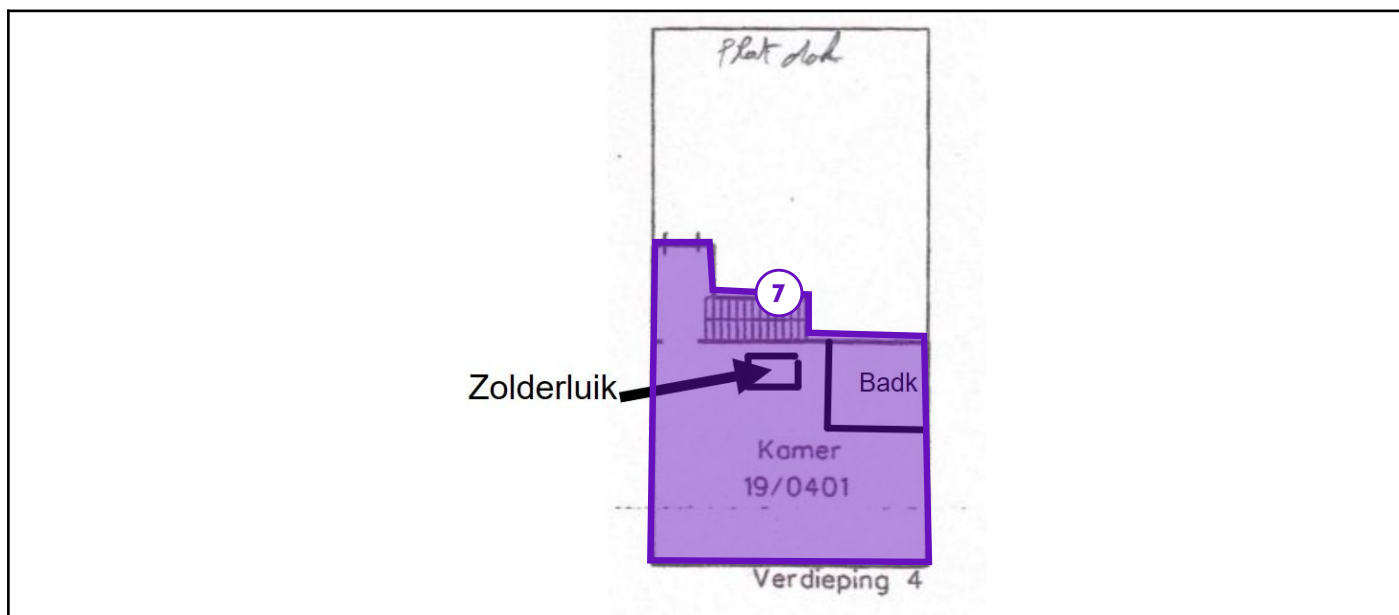 Plat dak
7
Zolderluik
Badk
Kamer
19/0401
Verdieping 4